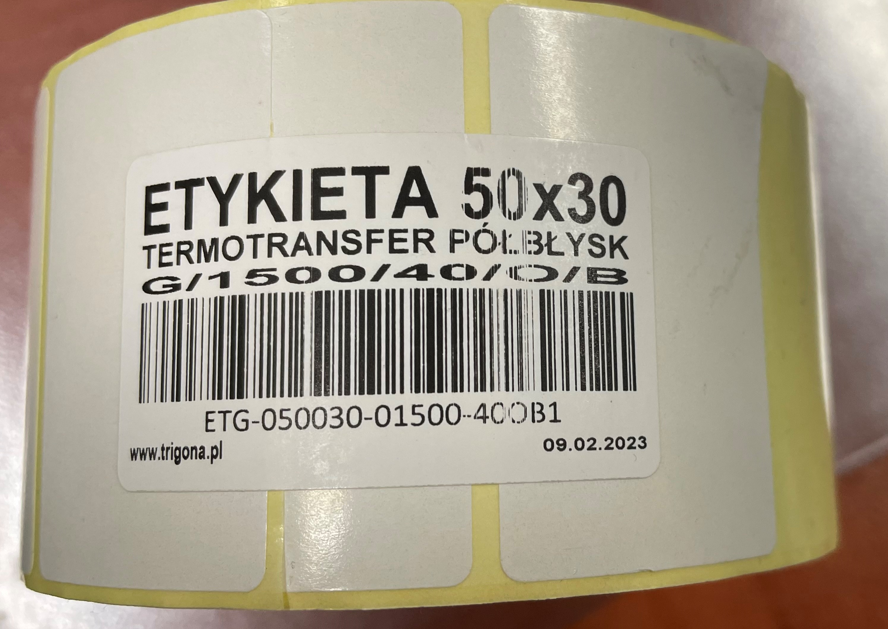 ETYKIETA 50x30
TERMOTRANSFER PÓŁBŁYSK
G/1500/40/O/B
ETG-050030-01500-40OB1
www.trigona.pl
09.02.2023